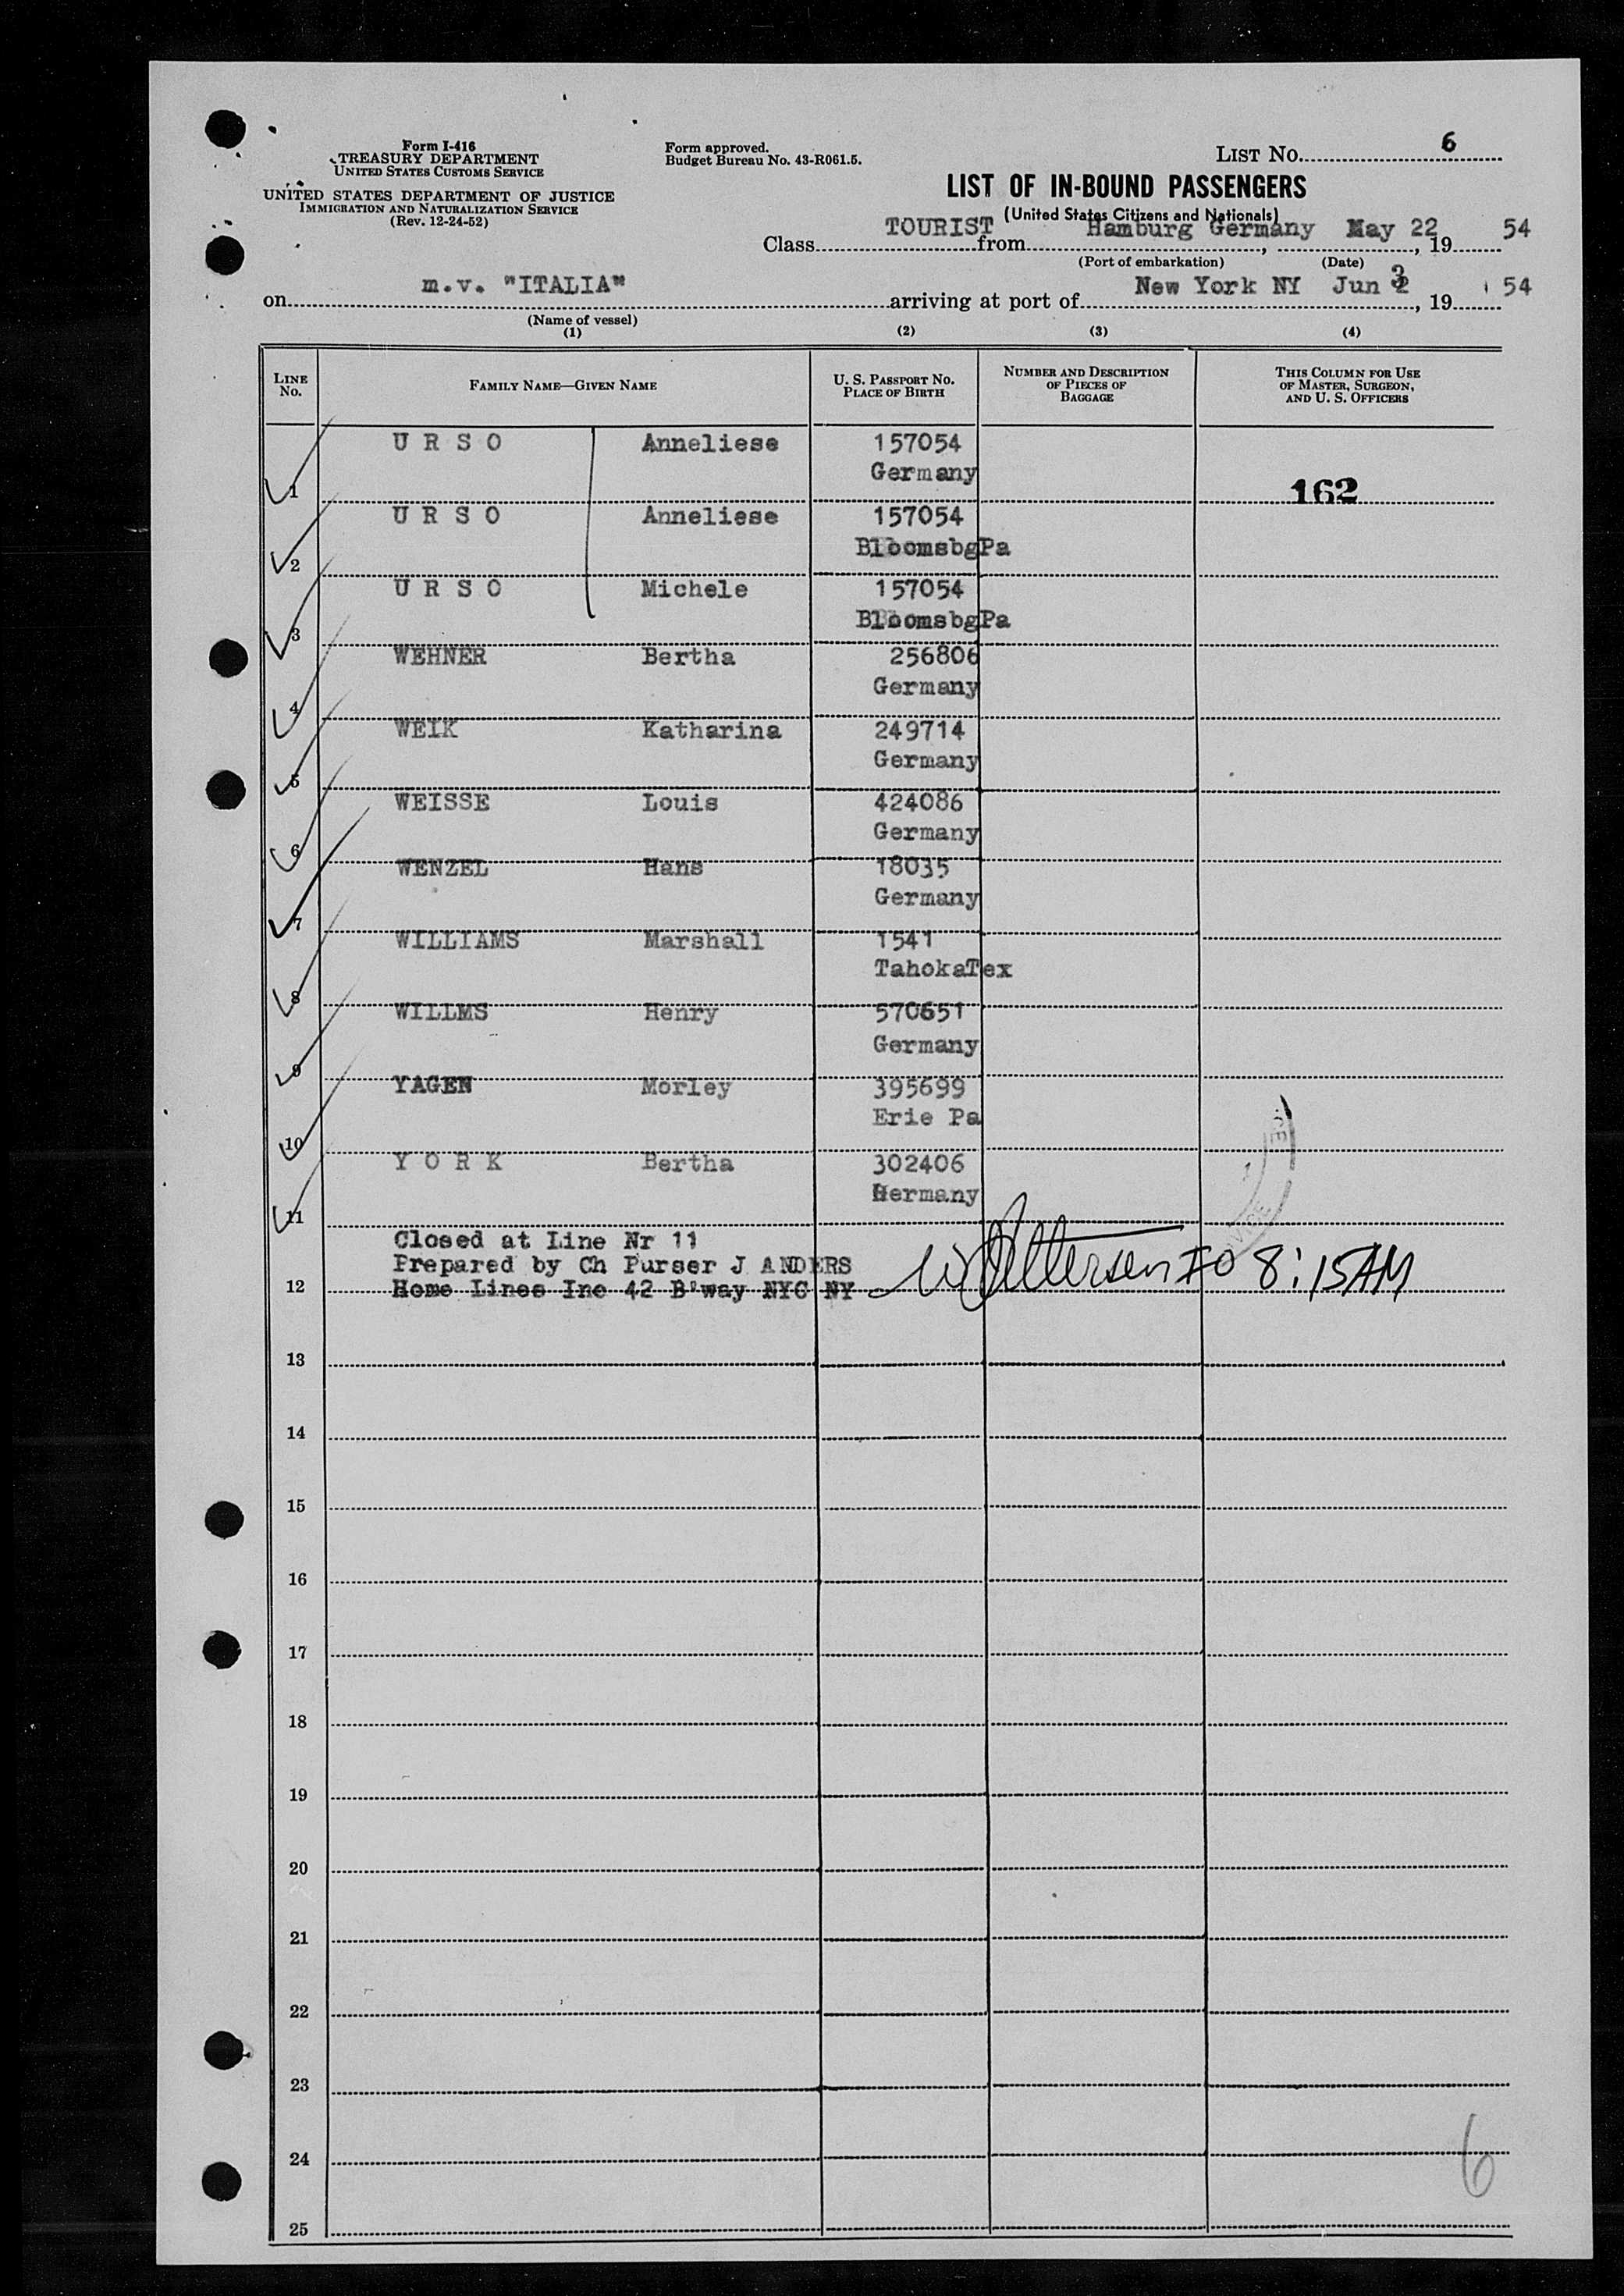 Form I-416
TREASURY DEPARTMENT
UNITED STATES CUSTOMS SERVICE
UNITED STATES DEPARTMENT OF JUSTICE
IMMIGRATION AND NATURALIZATION SERVICE
(Rev. 12-24-52)
Form approved.
Budget Bureau No. 43-R061.5.
LIST NO. 6
LIST OF IN-BOUND PASSENGERS
(United States Citizens and Nationals)
Class TOURIST from Hamburg Germany, May 22, 19 54
(Port of embarkation) (Date)
on m.v. "ITALIA" arriving at port of New York NY Jun 3, 19 54
(Name of vessel)
(1) (2) (3) (4)
LINE NO. FAMILY NAME—GIVEN NAME U. S. PASSPORT NO. PLACE OF BIRTH NUMBER AND DESCRIPTION OF PIECES OF BAGGAGE THIS COLUMN FOR USE OF MASTER, SURGEON, AND U. S. OFFICERS
U R S O Anneliese 157054
Germany
1 162
U R S O Anneliese 157054
BloomsbgPa
2
U R S O Michele 157054
BloomsbgPa
3
WEHNER Bertha 256806
Germany
4
WEIK Katharina 249714
Germany
5
WEISSE Louis 424086
Germany
6
WENZEL Hans 18035
Germany
7
WILLIAMS Marshall 1541
TahokaTex
8
WILLMS Henry 570651
Germany
9
YAGEN Morley 395699
Erie Pa
10
Y O R K Bertha 302406
Germany
11
Closed at Line Nr 11
Prepared by Ch Purser J ANDERS
12 Home Lines Inc 42 B'way NYC NY
8:15AM
13
14
15
16
17
18
19
20
21
22
23
24
6
25